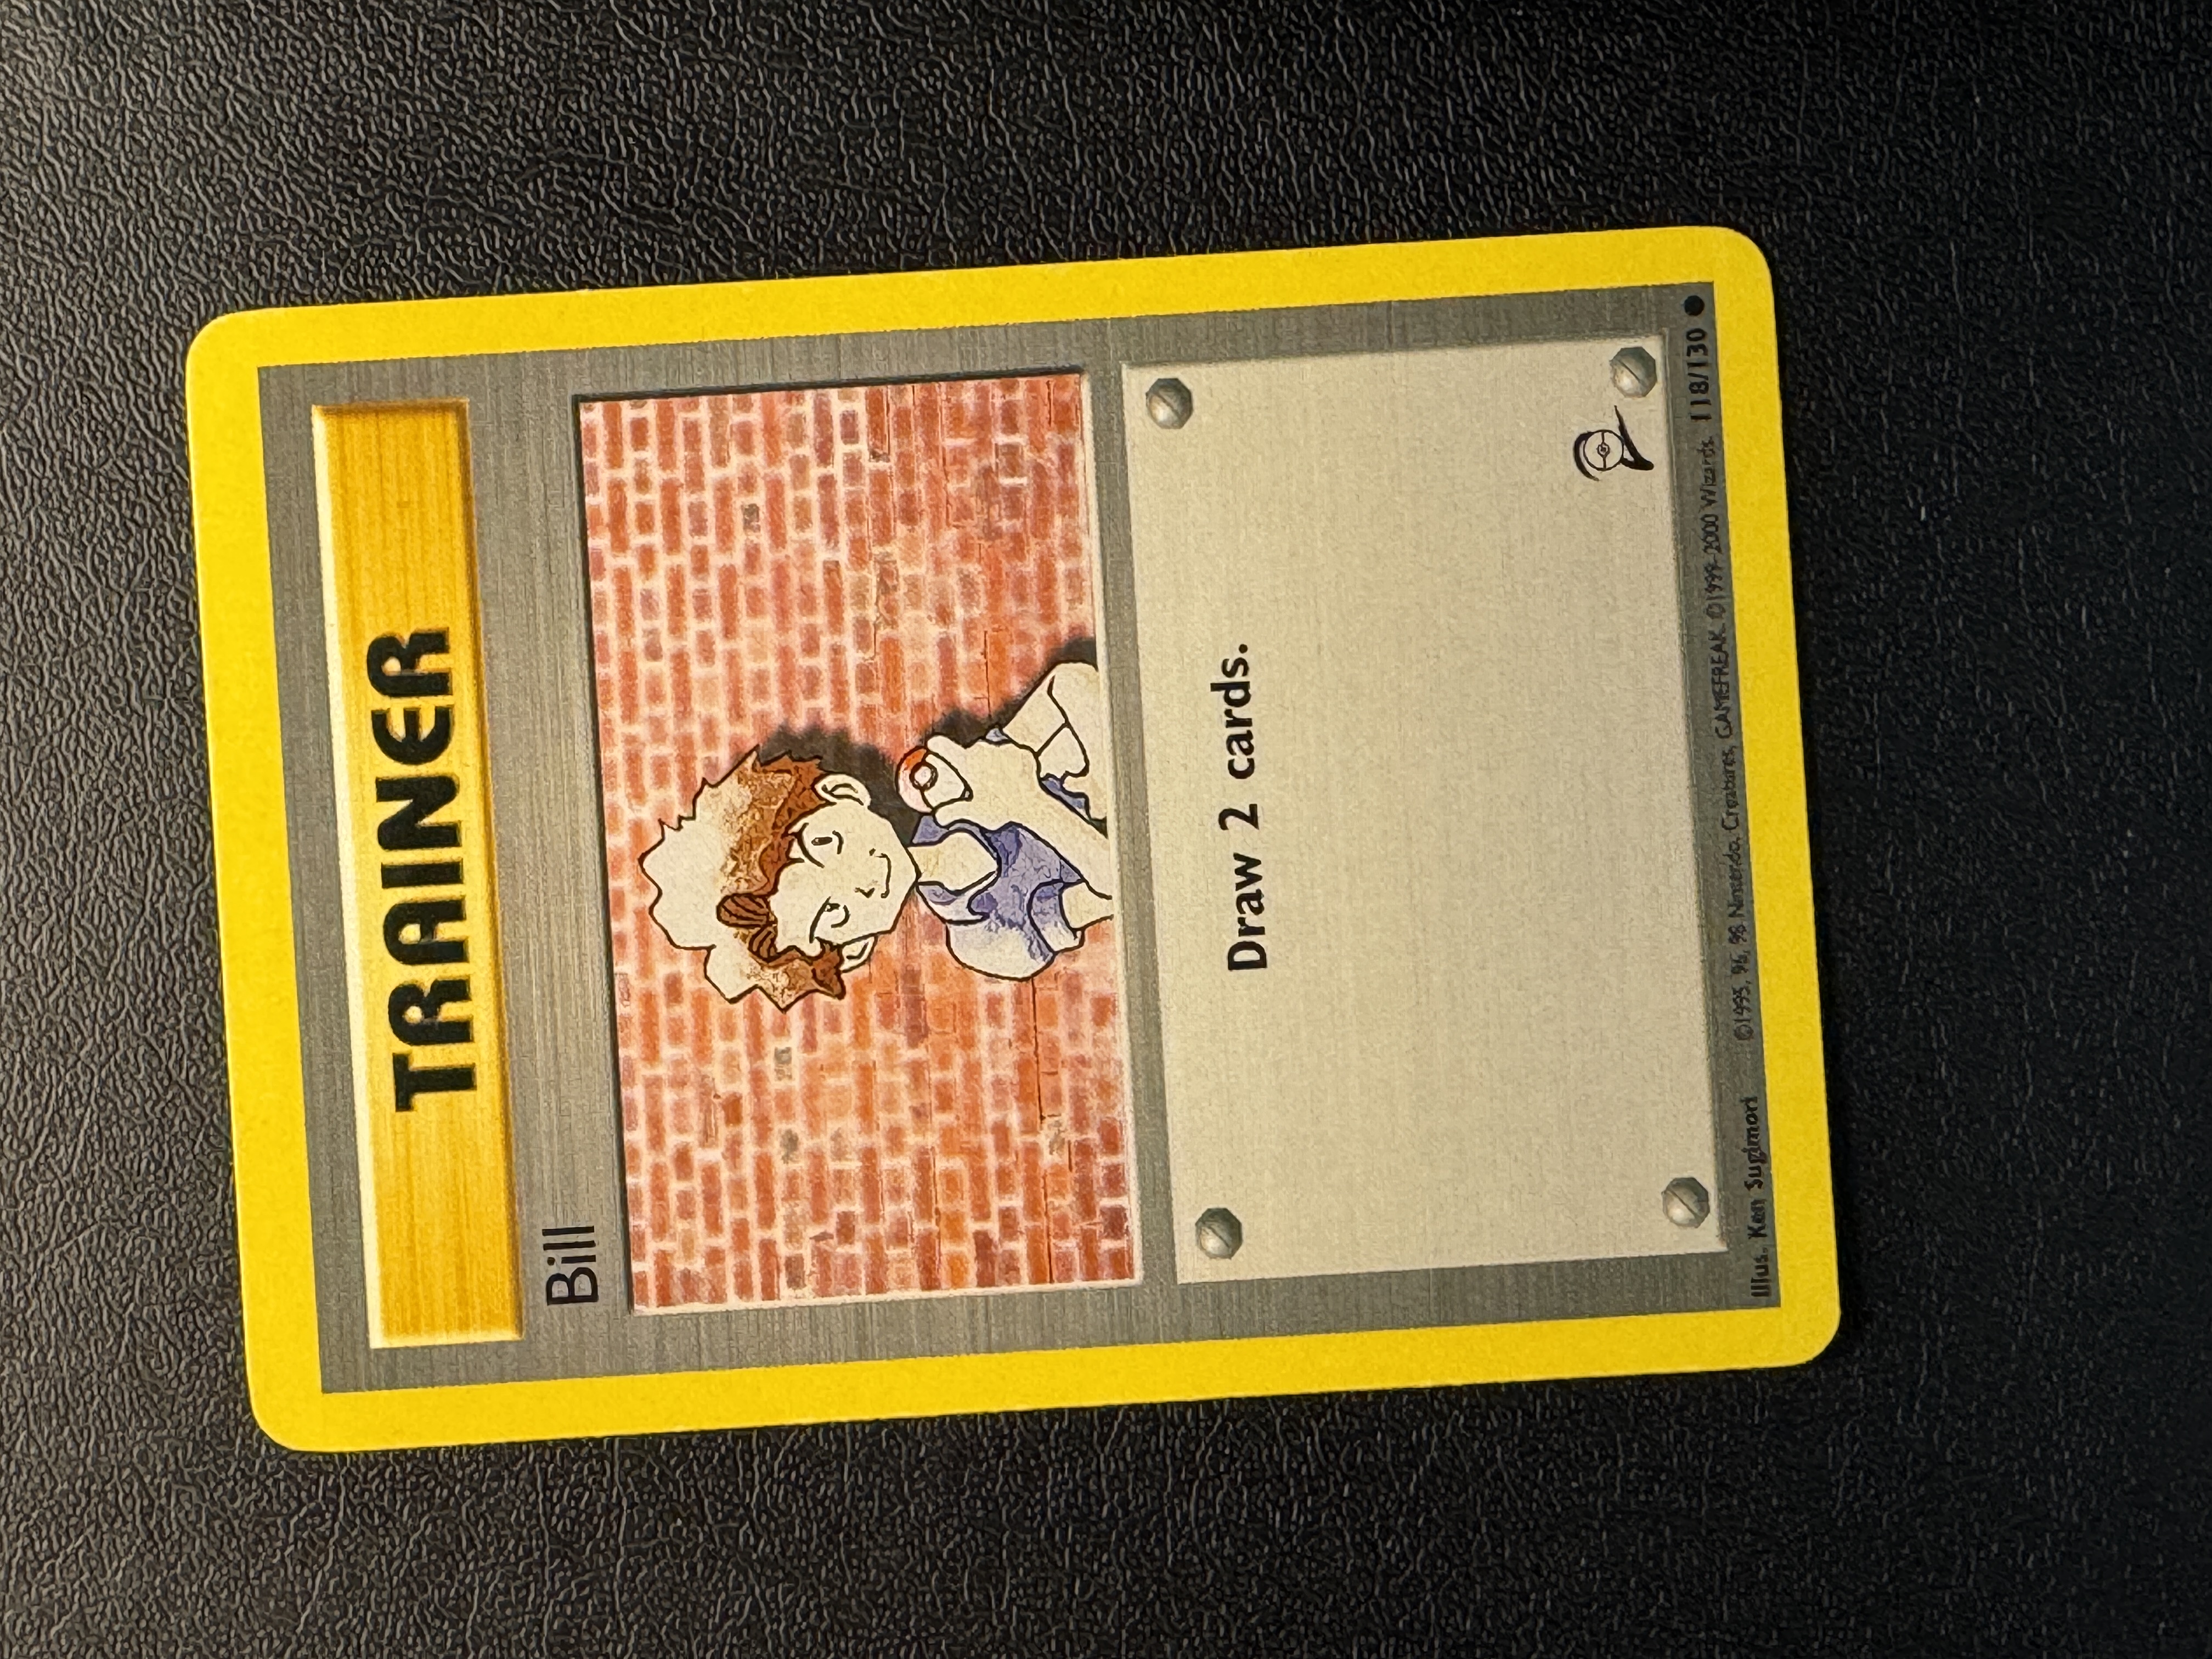 TRAINER
Bill
Draw 2 cards.
Illus. Ken Sugimori ©1995, 96, 98 Nintendo, Creatures, GAMEFREAK. ©1999-2000 Wizards. 118/130 ●